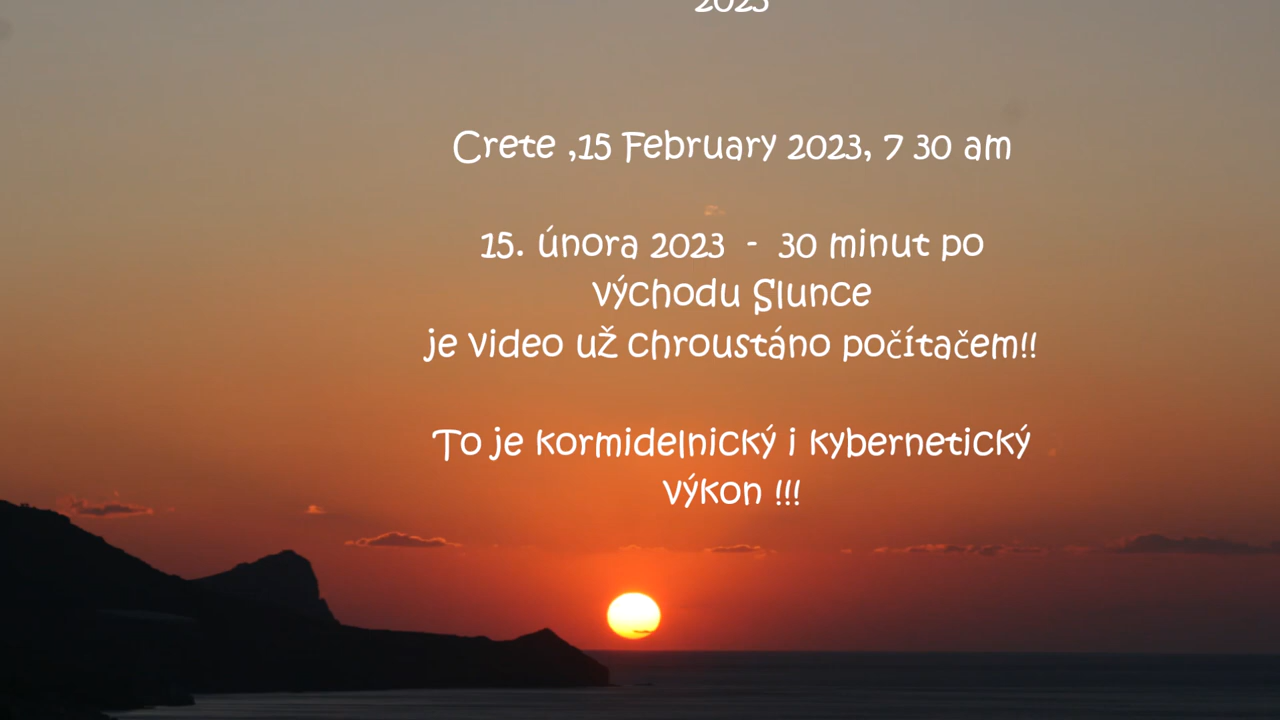 2023
Crete ,15 February 2023, 7 30 am
15. února 2023 - 30 minut po
východu Slunce
je video už chroustáno počítačem!!
To je kormidelnický i kybernetický
výkon !!!